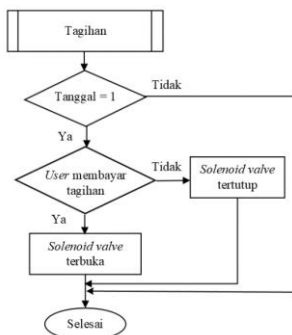 Tagihan
Tanggal = 1
Tidak
Ya
User membayar
tagihan
Tidak
Solenoid valve
tertutup
Ya
Solenoid valve
terbuka
Selesai